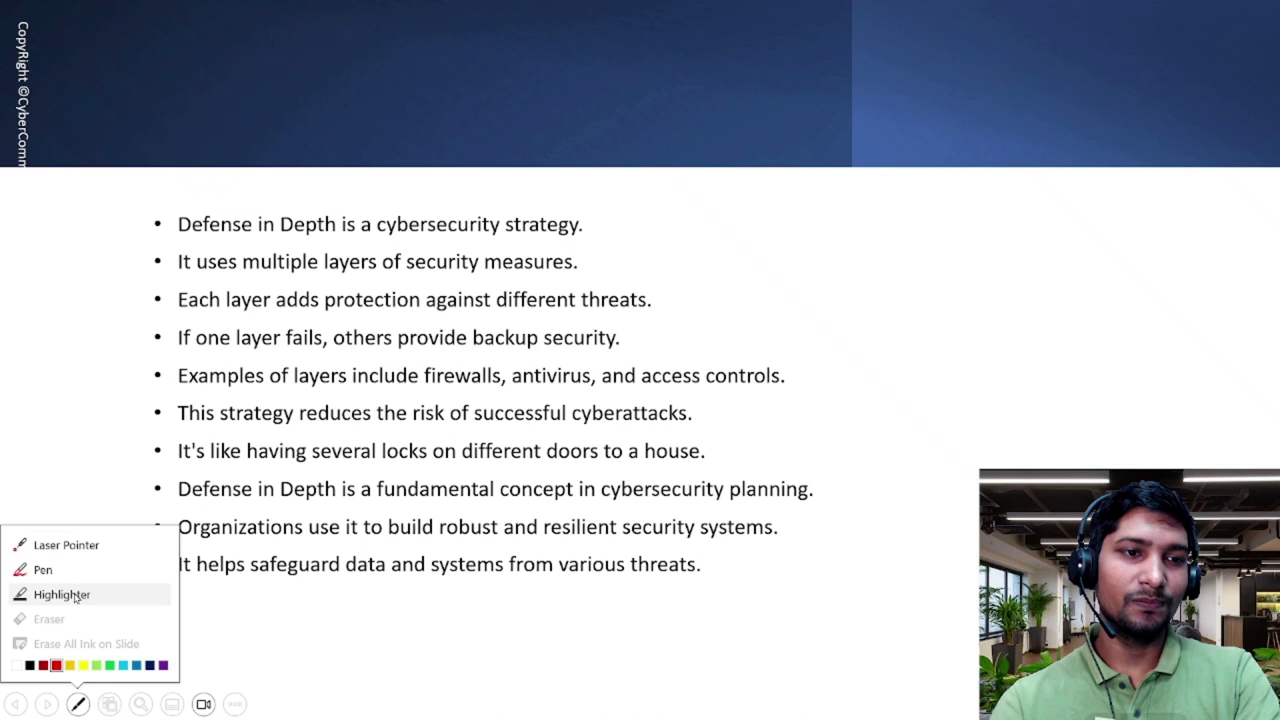 CopyRight ©CyberComm
• Defense in Depth is a cybersecurity strategy.
• It uses multiple layers of security measures.
• Each layer adds protection against different threats.
• If one layer fails, others provide backup security.
• Examples of layers include firewalls, antivirus, and access controls.
• This strategy reduces the risk of successful cyberattacks.
• It's like having several locks on different doors to a house.
• Defense in Depth is a fundamental concept in cybersecurity planning.
Organizations use it to build robust and resilient security systems.
It helps safeguard data and systems from various threats.
Laser Pointer
Pen
Highlighter
Eraser
Erase All Ink on Slide